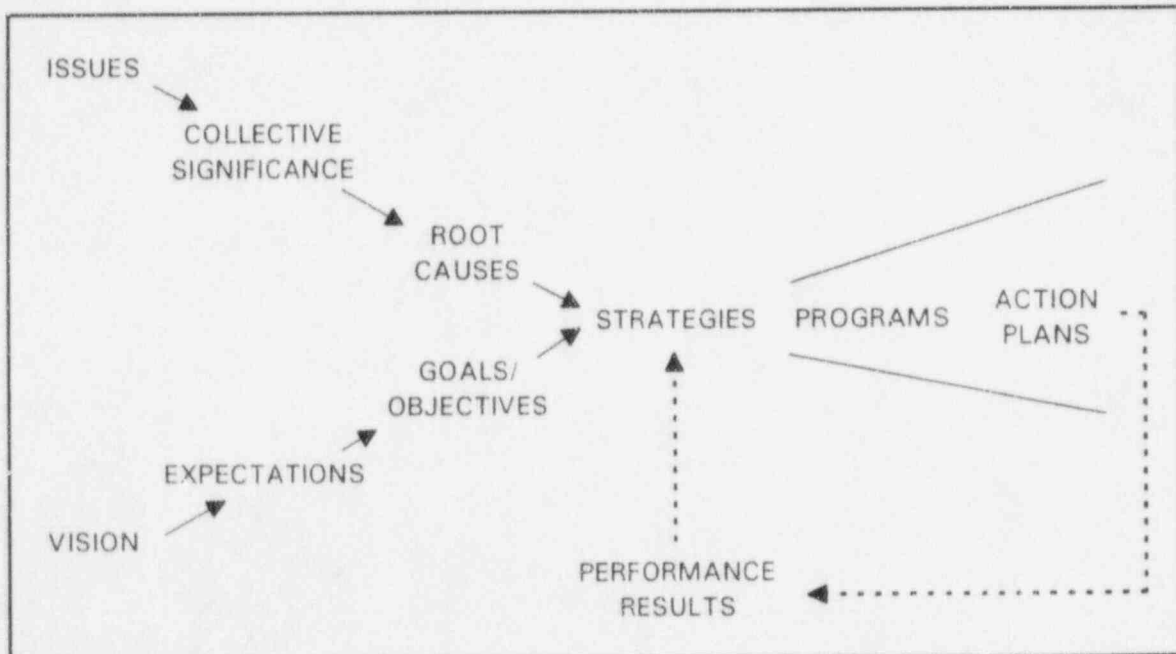 ISSUES
COLLECTIVE
SIGNIFICANCE
ROOT
CAUSES
STRATEGIES
PROGRAMS
ACTION
PLANS
GOALS/
OBJECTIVES
EXPECTATIONS
VISION
PERFORMANCE
RESULTS